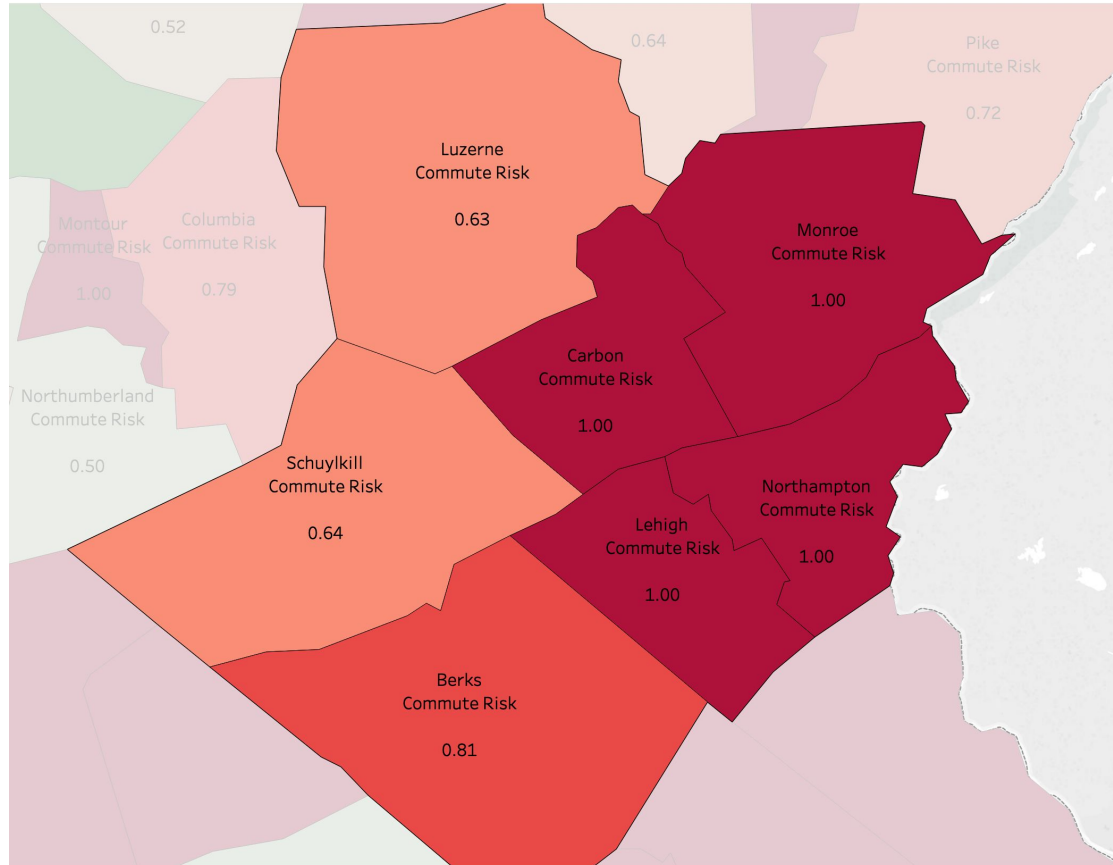 0.52
0.64
Pike
Commute Risk
0.72
Luzerne
Commute Risk
0.63
Montour
Commute Risk
1.00
Columbia
Commute Risk
0.79
Monroe
Commute Risk
1.00
Carbon
Commute Risk
1.00
Northumberland
Commute Risk
0.50
Schuylkill
Commute Risk
0.64
Lehigh
Commute Risk
1.00
Northampton
Commute Risk
1.00
Berks
Commute Risk
0.81